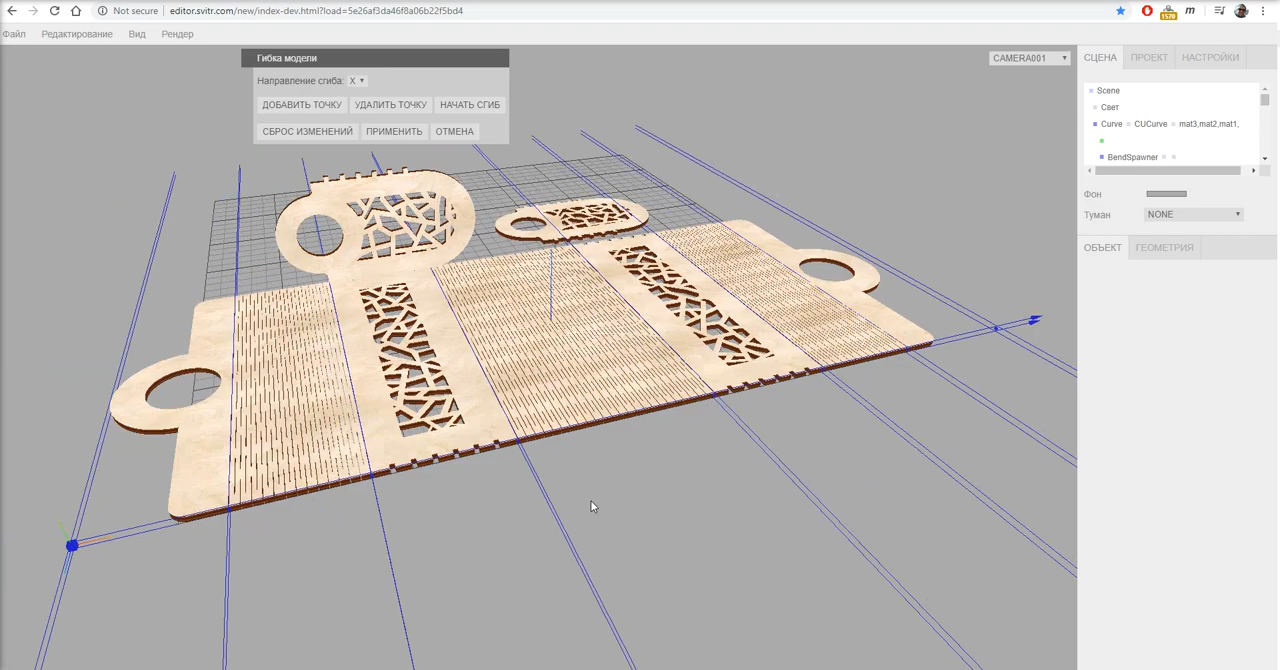 Not secure
editor.svitr.com/new/index-dev.html?load=5e26af3da46f8a06b22f5bd4
1570
m
Файл Редактирование Вид Рендер
Гибка модели
Направление сгиба: X
ДОБАВИТЬ ТОЧКУ УДАЛИТЬ ТОЧКУ НАЧАТЬ СГИБ
СБРОС ИЗМЕНЕНИЙ ПРИМЕНИТЬ ОТМЕНА
CAMERA001
СЦЕНА ПРОЕКТ НАСТРОЙКИ
Scene
Свет
Curve CUCurve mat3,mat2,mat1,
BendSpawner
Фон
Туман NONE
ОБЪЕКТ ГЕОМЕТРИЯ